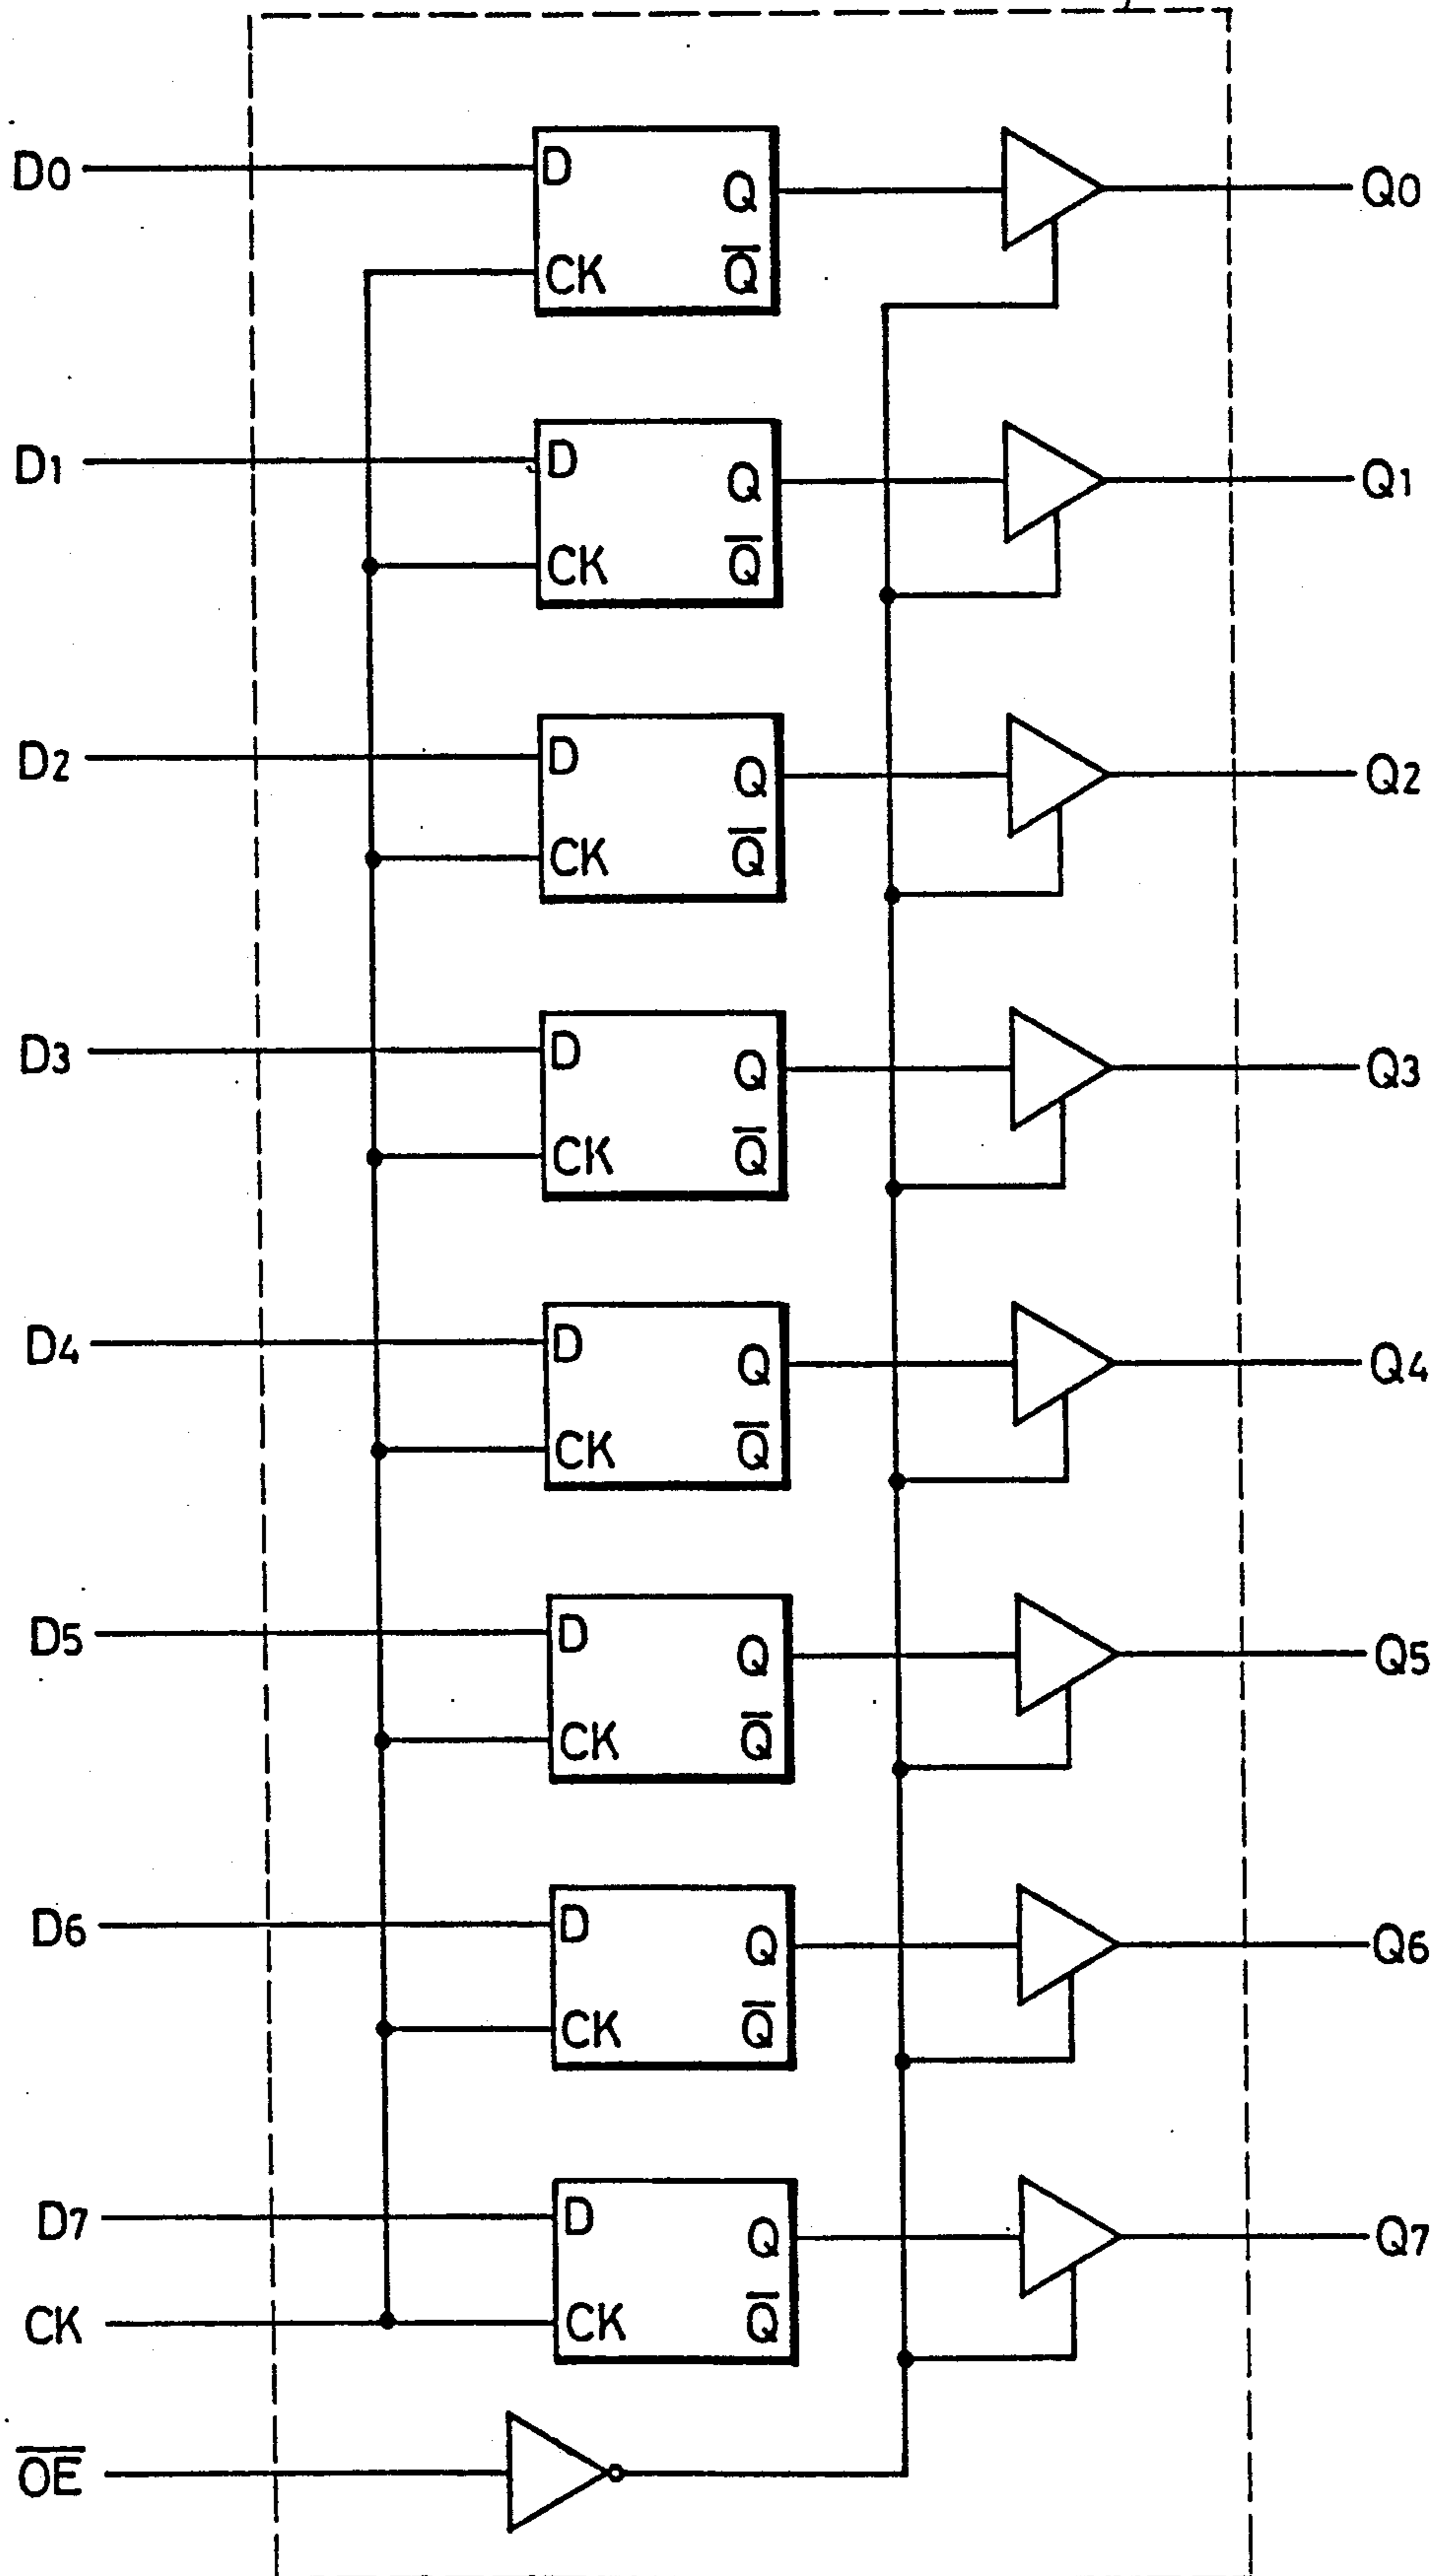 D0 D Q Q0
CK Q̅
D1 D Q Q1
CK Q̅
D2 D Q Q2
CK Q̅
D3 D Q Q3
CK Q̅
D4 D Q Q4
CK Q̅
D5 D Q Q5
CK Q̅
D6 D Q Q6
CK Q̅
D7 D Q Q7
CK CK Q̅
O̅E̅